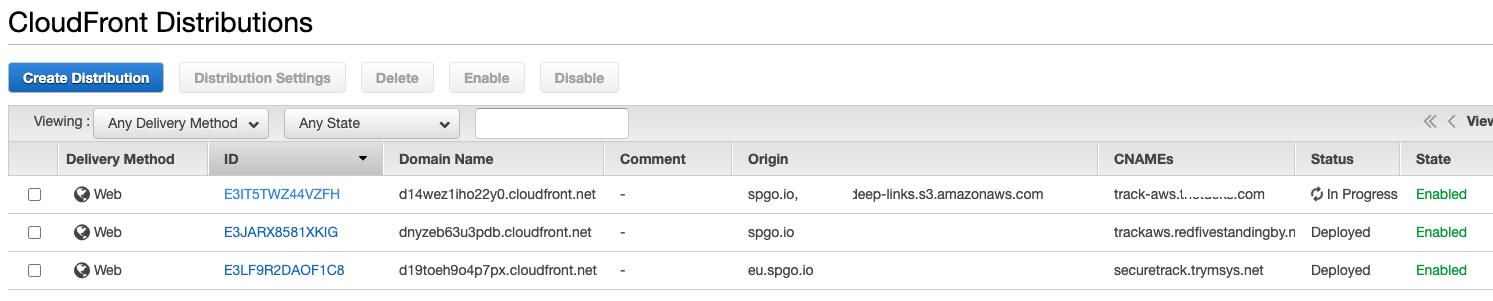 CloudFront Distributions
Create Distribution Distribution Settings Delete Enable Disable
Viewing : Any Delivery Method Any State View
Delivery Method ID Domain Name Comment Origin CNAMEs Status State
Web E3IT5TWZ44VZFH d14wez1iho22y0.cloudfront.net - spgo.io, deep-links.s3.amazonaws.com track-aws. .com In Progress Enabled
Web E3JARX8581XKIG dnyzeb63u3pdb.cloudfront.net - spgo.io trackaws.redfivestandingby.n Deployed Enabled
Web E3LF9R2DAOF1C8 d19toeh9o4p7px.cloudfront.net - eu.spgo.io securetrack.trymsys.net Deployed Enabled